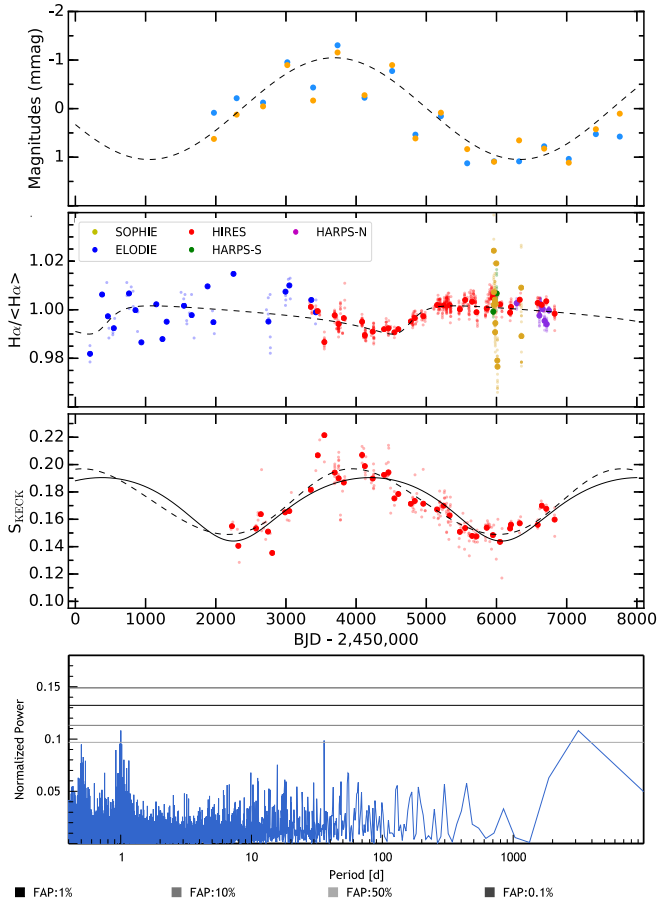 -2
-1
0
1
2
Magnitudes (mmag)
SOPHIE
HIRES
HARPS-N
ELODIE
HARPS-S
1.02
1.00
0.98
Hα/<Hα>
0.22
0.20
0.18
0.16
0.14
0.12
0.10
S_KECK
0 1000 2000 3000 4000 5000 6000 7000 8000
BJD - 2,450,000
0.15
0.1
0.05
Normalized Power
1 10 100 1000
Period [d]
FAP:1% FAP:10% FAP:50% FAP:0.1%